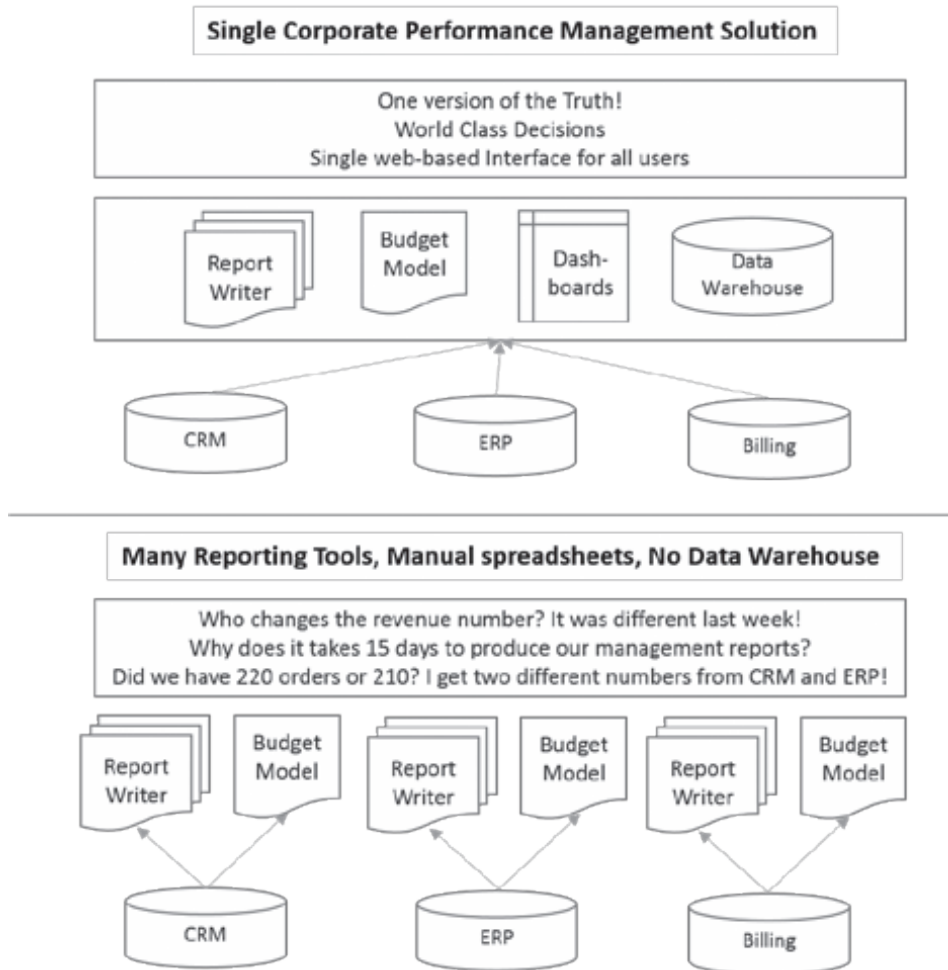 Single Corporate Performance Management Solution
One version of the Truth!
World Class Decisions
Single web-based Interface for all users
Report
Writer
Budget
Model
Dash-
boards
Data
Warehouse
CRM
ERP
Billing
Many Reporting Tools, Manual spreadsheets, No Data Warehouse
Who changes the revenue number? It was different last week!
Why does it takes 15 days to produce our management reports?
Did we have 220 orders or 210? I get two different numbers from CRM and ERP!
Report
Writer
Budget
Model
Report
Writer
Budget
Model
Report
Writer
Budget
Model
CRM
ERP
Billing